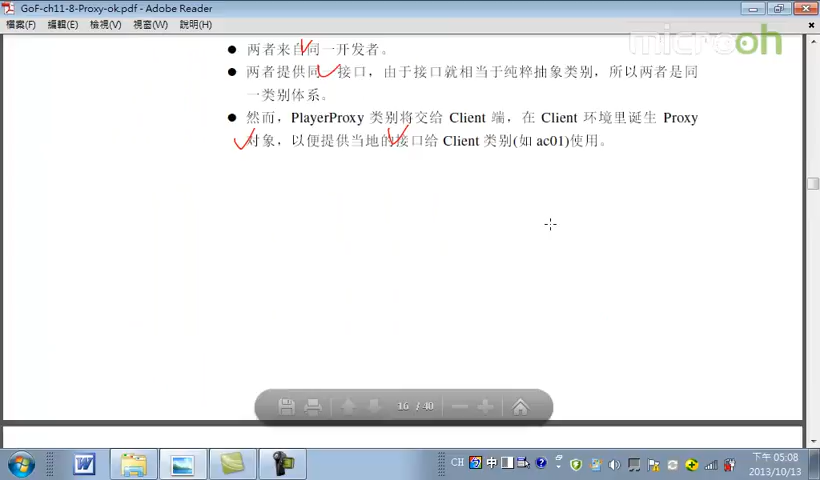 GoF-ch11-8-Proxy-ok.pdf - Adobe Reader
檔案(F) 編輯(E) 檢視(V) 視窗(W) 說明(H)
microoh
● 两者来自同一开发者。
● 两者提供同 接口，由于接口就相当于纯粹抽象类别，所以两者是同
一类别体系。
● 然而，PlayerProxy 类别将交给 Client 端，在 Client 环境里诞生 Proxy
对象，以便提供当地的接口给 Client 类别(如 ac01)使用。
16 / 40
CH 中
下午 05:08
2013/10/13